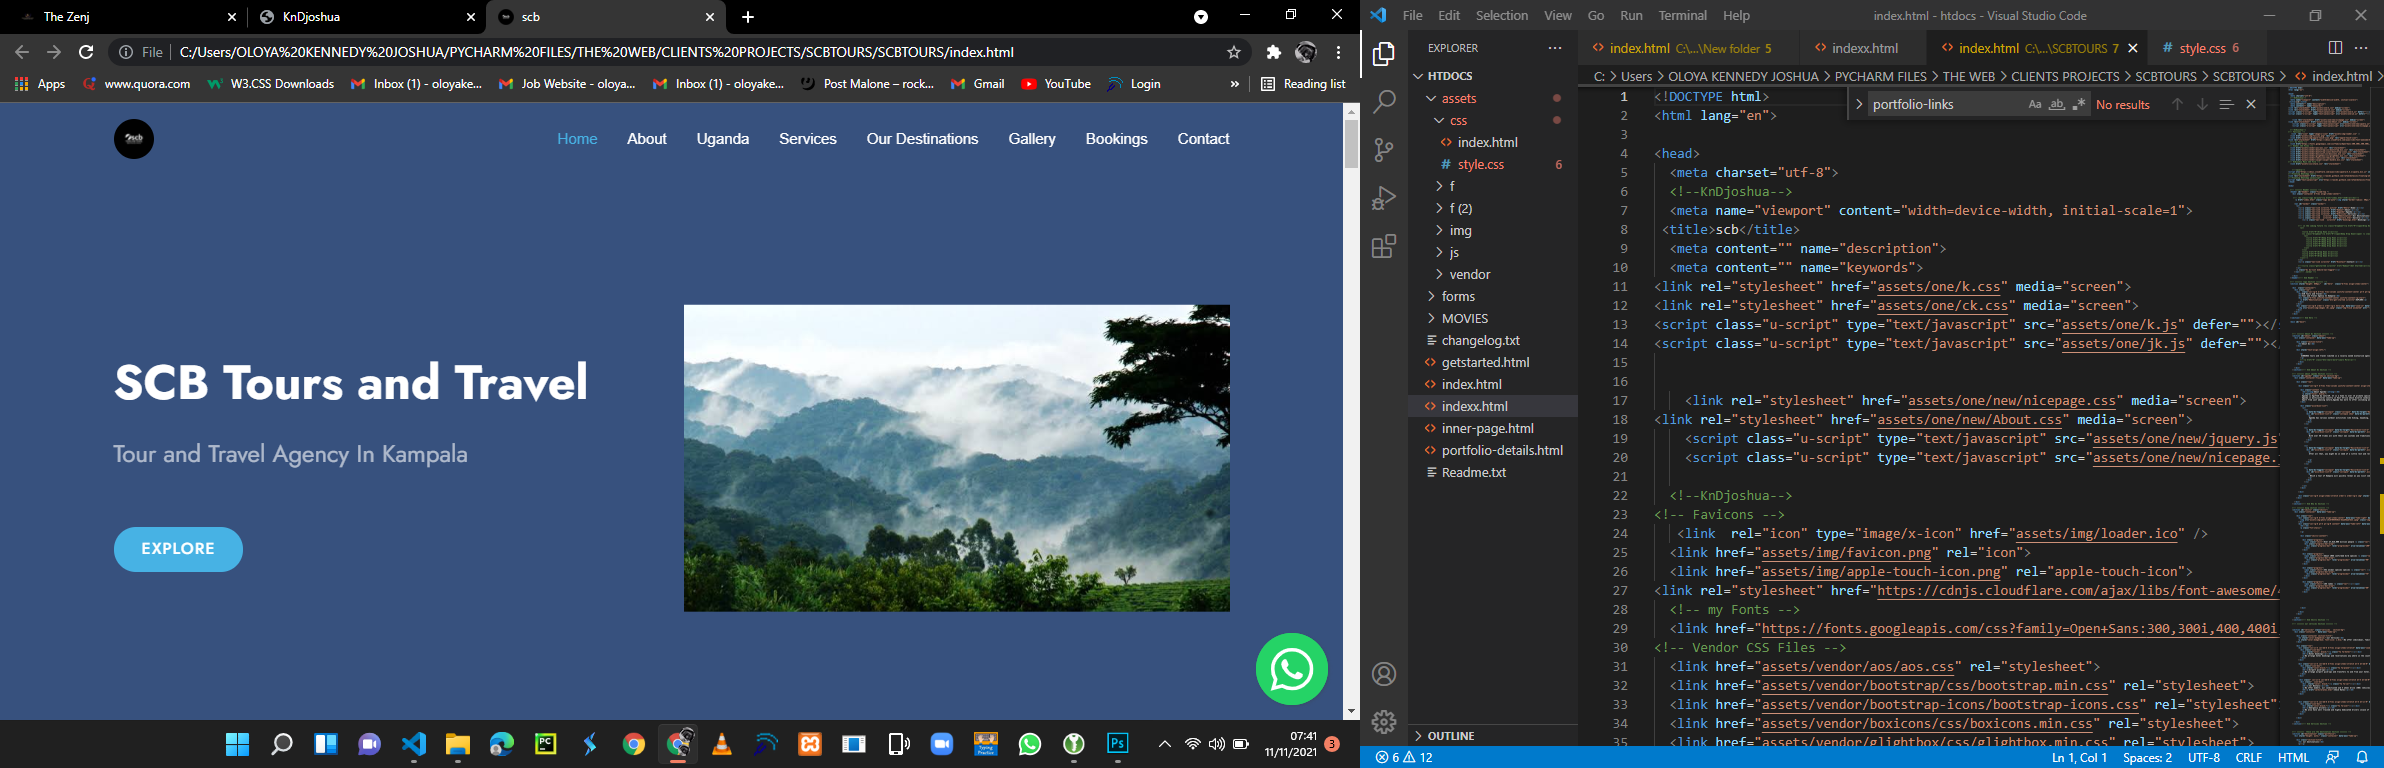 The Zenj
KnDjoshua
scb
File
C:/Users/OLOYA%20KENNEDY%20JOSHUA/PYCHARM%20FILES/THE%20WEB/CLIENTS%20PROJECTS/SCBTOURS/SCBTOURS/index.html
Apps
www.quora.com
W3.CSS Downloads
Inbox (1) - oloyake...
Job Website - oloya...
Inbox (1) - oloyake...
Post Malone – rock...
Gmail
YouTube
Login
»
Reading list
scb
Home
About
Uganda
Services
Our Destinations
Gallery
Bookings
Contact
SCB Tours and Travel
Tour and Travel Agency In Kampala
EXPLORE
07:41
11/11/2021
3
File Edit Selection View Go Run Terminal Help
index.html - htdocs - Visual Studio Code
EXPLORER
HTDOCS
assets
css
index.html
style.css 6
f
f (2)
img
js
vendor
forms
MOVIES
changelog.txt
getstarted.html
index.html
indexx.html
inner-page.html
portfolio-details.html
Readme.txt
OUTLINE
index.html C:\...\New folder 5
indexx.html
index.html C:\...\SCBTOURS 7
style.css 6
C: > Users > OLOYA KENNEDY JOSHUA > PYCHARM FILES > THE WEB > CLIENTS PROJECTS > SCBTOURS > SCBTOURS > index.html >
portfolio-links
Aa
ab
No results
1 <!DOCTYPE html>
2 <html lang="en">
3
4 <head>
5 <meta charset="utf-8">
6 <!--KnDjoshua-->
7 <meta name="viewport" content="width=device-width, initial-scale=1">
8 <title>scb</title>
9 <meta content="" name="description">
10 <meta content="" name="keywords">
11 <link rel="stylesheet" href="assets/one/k.css" media="screen">
12 <link rel="stylesheet" href="assets/one/ck.css" media="screen">
13 <script class="u-script" type="text/javascript" src="assets/one/k.js" defer=""></
14 <script class="u-script" type="text/javascript" src="assets/one/jk.js" defer=""></
15
16
17 <link rel="stylesheet" href="assets/one/new/nicepage.css" media="screen">
18 <link rel="stylesheet" href="assets/one/new/About.css" media="screen">
19 <script class="u-script" type="text/javascript" src="assets/one/new/jquery.js"
20 <script class="u-script" type="text/javascript" src="assets/one/new/nicepage.
21
22 <!--KnDjoshua-->
23 <!-- Favicons -->
24 <link rel="icon" type="image/x-icon" href="assets/img/loader.ico" />
25 <link href="assets/img/favicon.png" rel="icon">
26 <link href="assets/img/apple-touch-icon.png" rel="apple-touch-icon">
27 <link rel="stylesheet" href="https://cdnjs.cloudflare.com/ajax/libs/font-awesome/4
28 <!-- my Fonts -->
29 <link href="https://fonts.googleapis.com/css?family=Open+Sans:300,300i,400,400i
30 <!-- Vendor CSS Files -->
31 <link href="assets/vendor/aos/aos.css" rel="stylesheet">
32 <link href="assets/vendor/bootstrap/css/bootstrap.min.css" rel="stylesheet">
33 <link href="assets/vendor/bootstrap-icons/bootstrap-icons.css" rel="stylesheet"
34 <link href="assets/vendor/boxicons/css/boxicons.min.css" rel="stylesheet">
35 <link href="assets/vendor/glightbox/css/glightbox.min.css" rel="stylesheet">
6 12
Ln 1, Col 1
Spaces: 2
UTF-8
CRLF
HTML